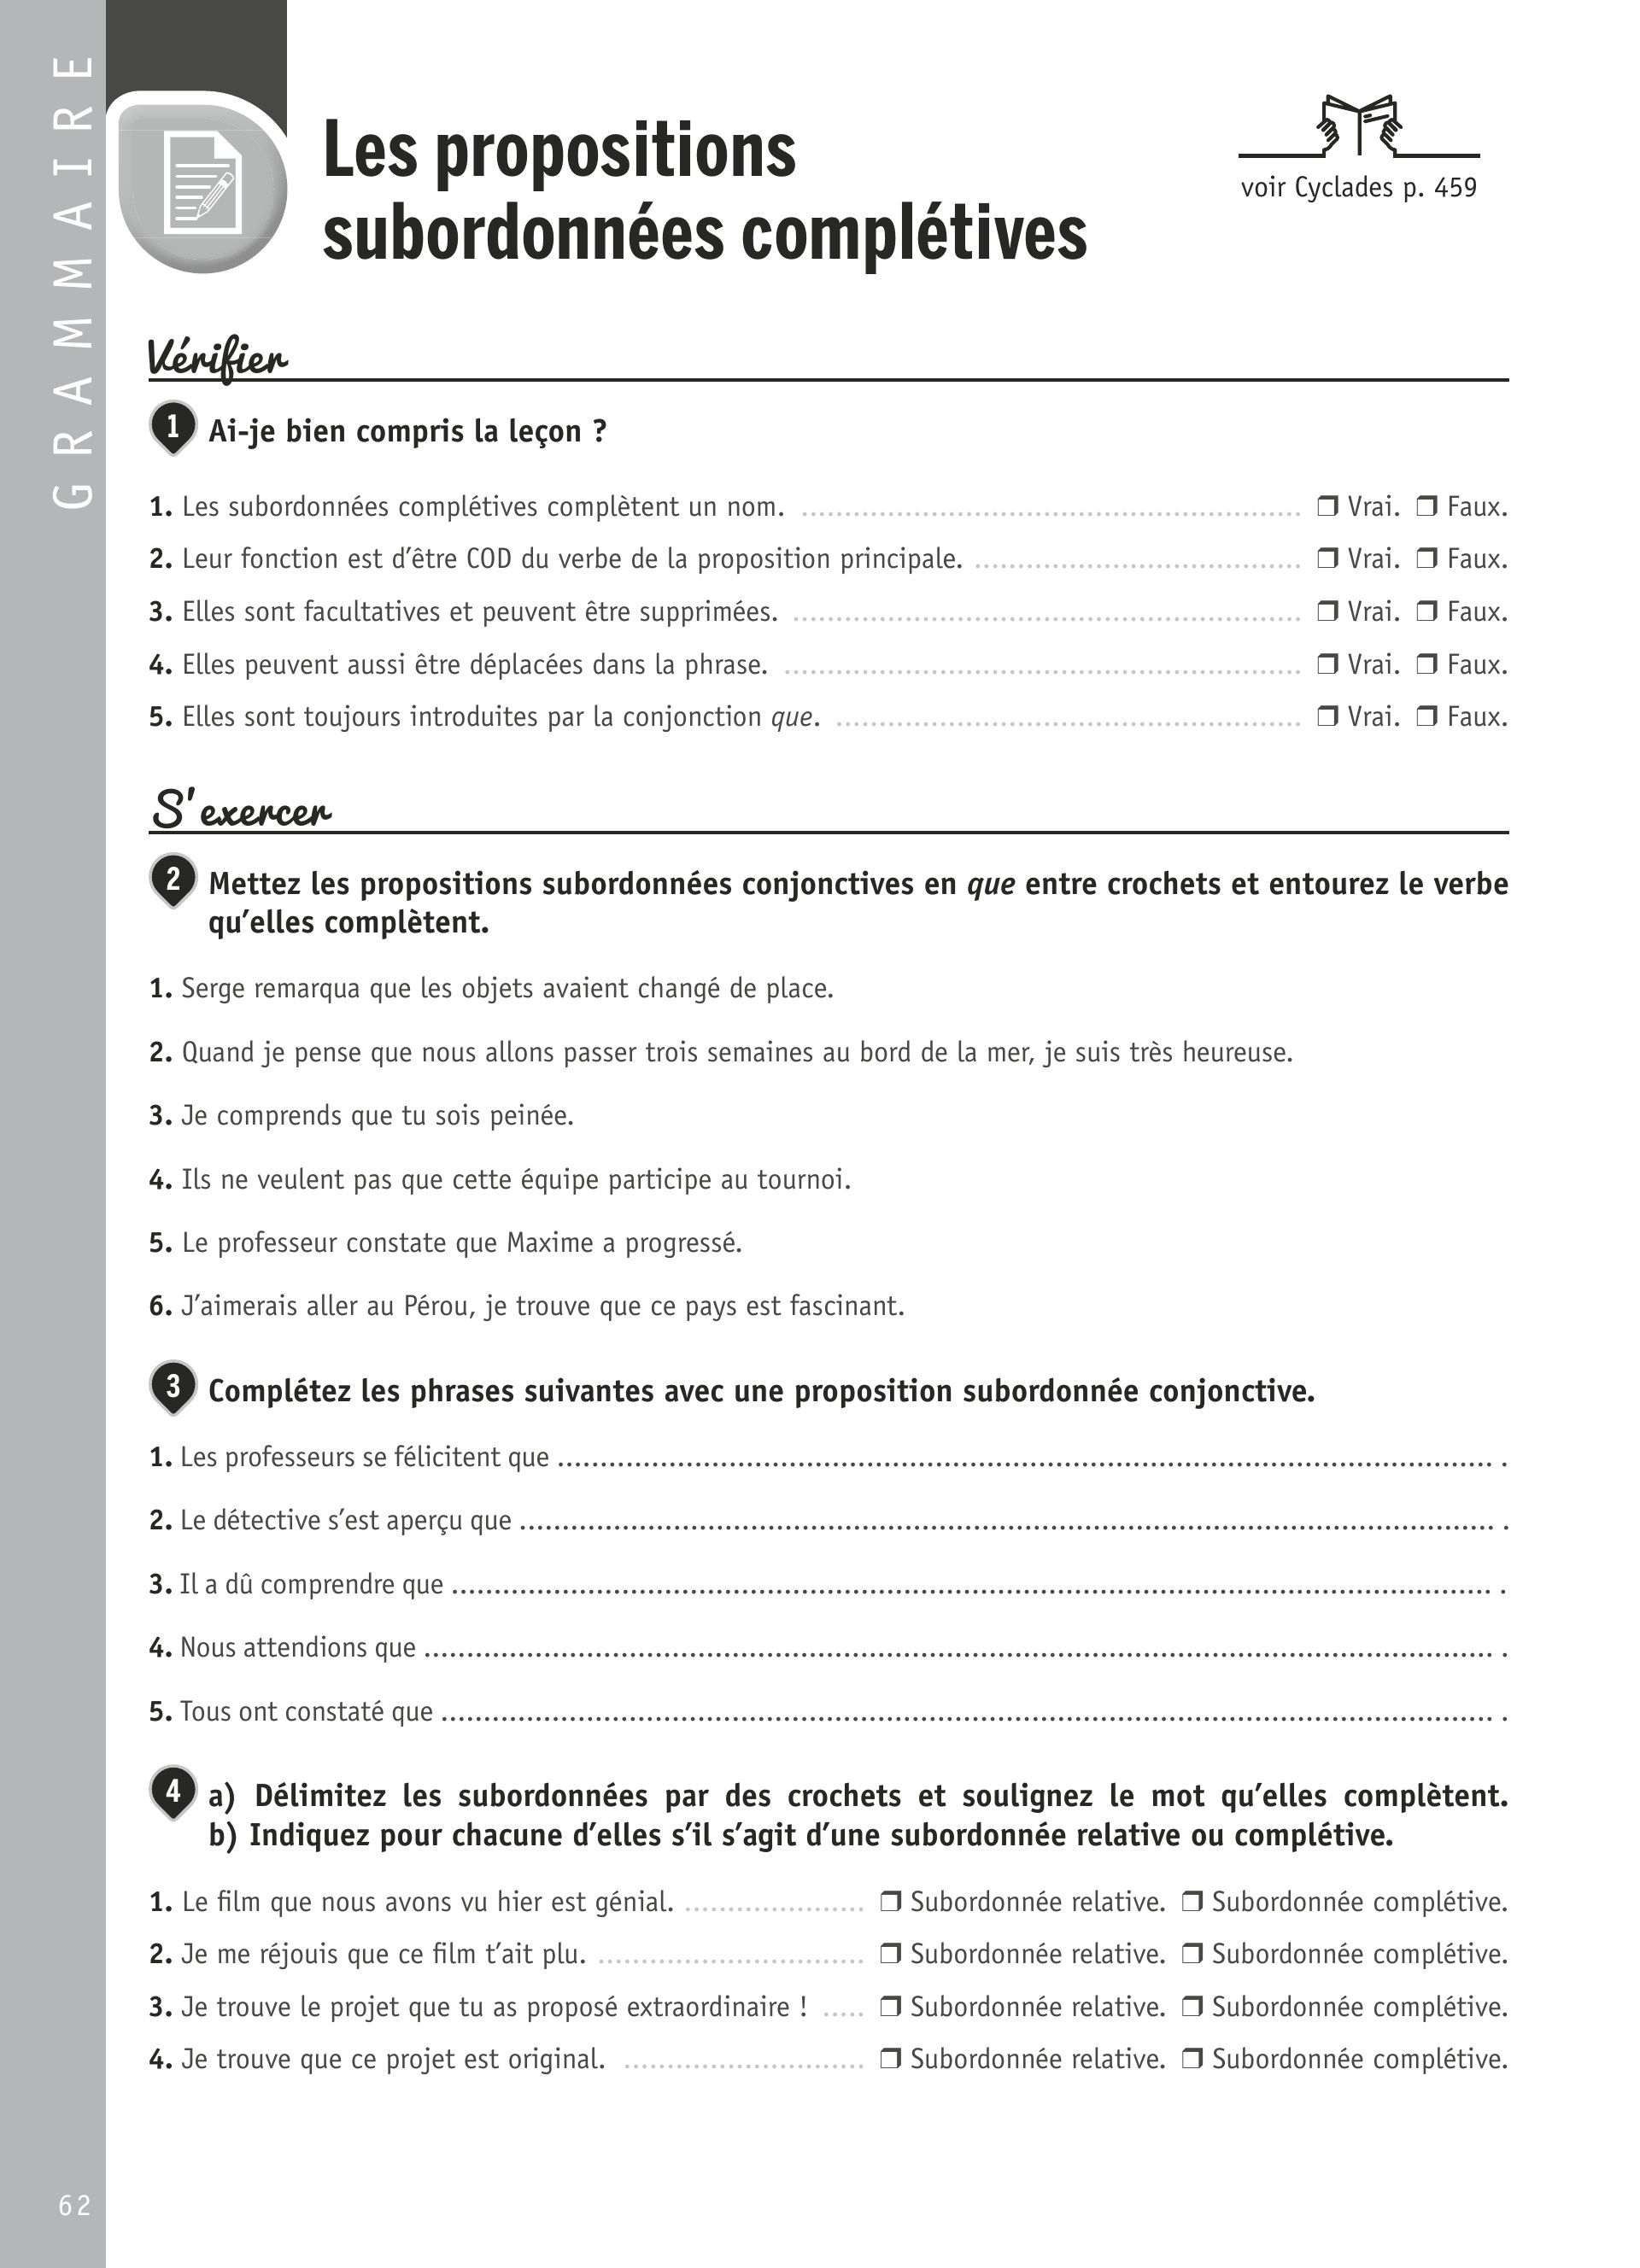 GRAMMAIRE
Les propositions
subordonnées complétives
voir Cyclades p. 459
Vérifier
1 Ai-je bien compris la leçon ?
1. Les subordonnées complétives complètent un nom. ❒ Vrai. ❒ Faux.
2. Leur fonction est d’être COD du verbe de la proposition principale. ❒ Vrai. ❒ Faux.
3. Elles sont facultatives et peuvent être supprimées. ❒ Vrai. ❒ Faux.
4. Elles peuvent aussi être déplacées dans la phrase. ❒ Vrai. ❒ Faux.
5. Elles sont toujours introduites par la conjonction que. ❒ Vrai. ❒ Faux.
S’exercer
2 Mettez les propositions subordonnées conjonctives en que entre crochets et entourez le verbe
qu’elles complètent.
1. Serge remarqua que les objets avaient changé de place.
2. Quand je pense que nous allons passer trois semaines au bord de la mer, je suis très heureuse.
3. Je comprends que tu sois peinée.
4. Ils ne veulent pas que cette équipe participe au tournoi.
5. Le professeur constate que Maxime a progressé.
6. J’aimerais aller au Pérou, je trouve que ce pays est fascinant.
3 Complétez les phrases suivantes avec une proposition subordonnée conjonctive.
1. Les professeurs se félicitent que .
2. Le détective s’est aperçu que .
3. Il a dû comprendre que .
4. Nous attendions que .
5. Tous ont constaté que .
4 a) Délimitez les subordonnées par des crochets et soulignez le mot qu’elles complètent.
b) Indiquez pour chacune d’elles s’il s’agit d’une subordonnée relative ou complétive.
1. Le film que nous avons vu hier est génial. ❒ Subordonnée relative. ❒ Subordonnée complétive.
2. Je me réjouis que ce film t’ait plu. ❒ Subordonnée relative. ❒ Subordonnée complétive.
3. Je trouve le projet que tu as proposé extraordinaire ! ❒ Subordonnée relative. ❒ Subordonnée complétive.
4. Je trouve que ce projet est original. ❒ Subordonnée relative. ❒ Subordonnée complétive.
62